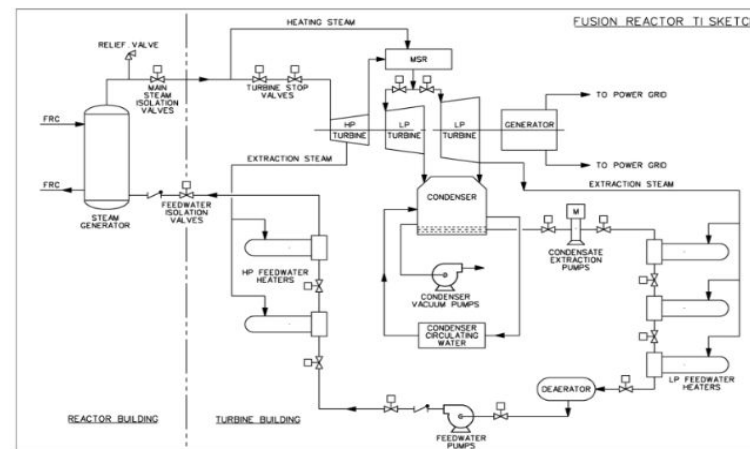 FUSION REACTOR TI SKETC
HEATING STEAM
RELIEF VALVE
MSR
MAIN
STEAM
ISOLATION
VALVES
TURBINE STOP
VALVES
TO POWER GRID
FRC
HP
TURBINE
LP
TURBINE
LP
TURBINE
GENERATOR
EXTRACTION STEAM
TO POWER GRID
FRC
CONDENSER
EXTRACTION STEAM
STEAM
GENERATOR
FEEDWATER
ISOLATION
VALVES
M
HP FEEDWATER
HEATERS
CONDENSATE
EXTRACTION
PUMPS
CONDENSER
VACUUM PUMPS
CONDENSER
CIRCULATING
WATER
LP FEEDWATER
HEATERS
DEAERATOR
REACTOR BUILDING
TURBINE BUILDING
FEEDWATER
PUMPS